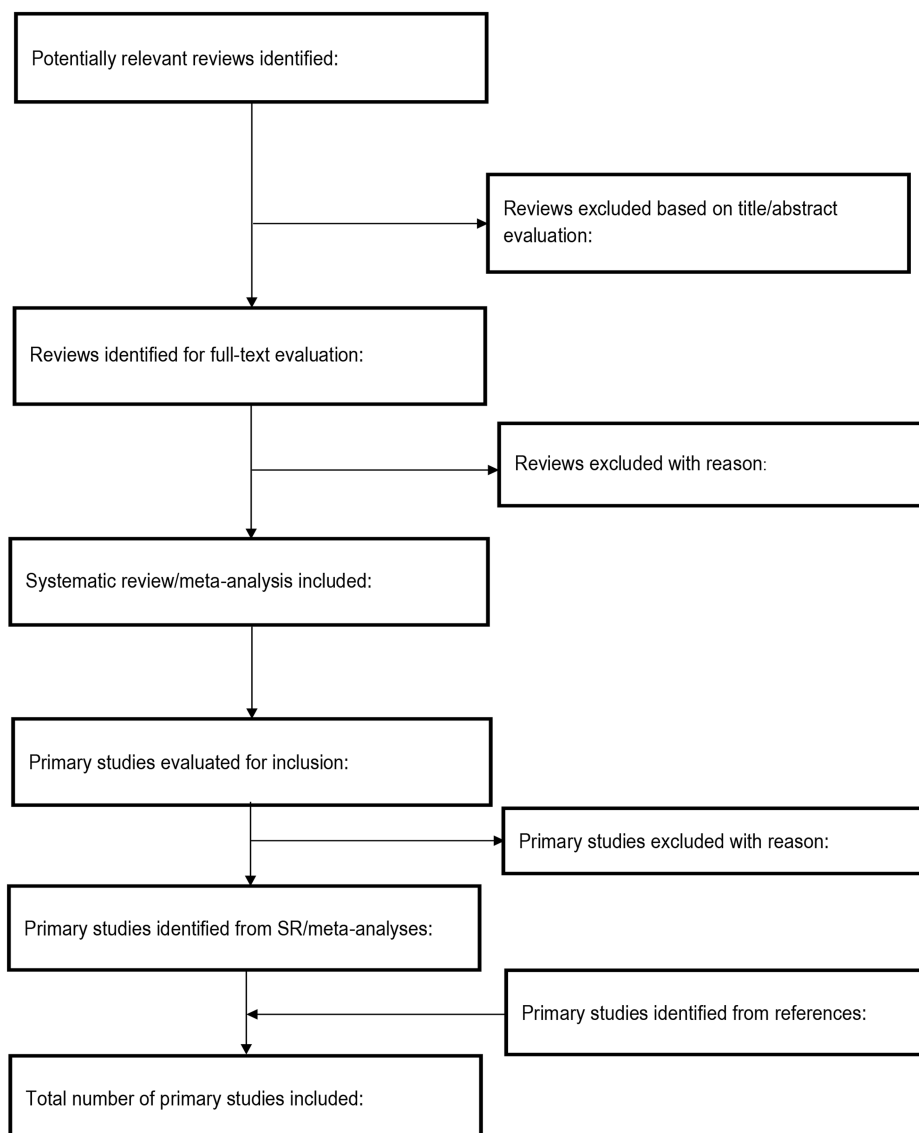 Potentially relevant reviews identified:
Reviews excluded based on title/abstract
evaluation:
Reviews identified for full-text evaluation:
Reviews excluded with reason:
Systematic review/meta-analysis included:
Primary studies evaluated for inclusion:
Primary studies excluded with reason:
Primary studies identified from SR/meta-analyses:
Primary studies identified from references:
Total number of primary studies included: